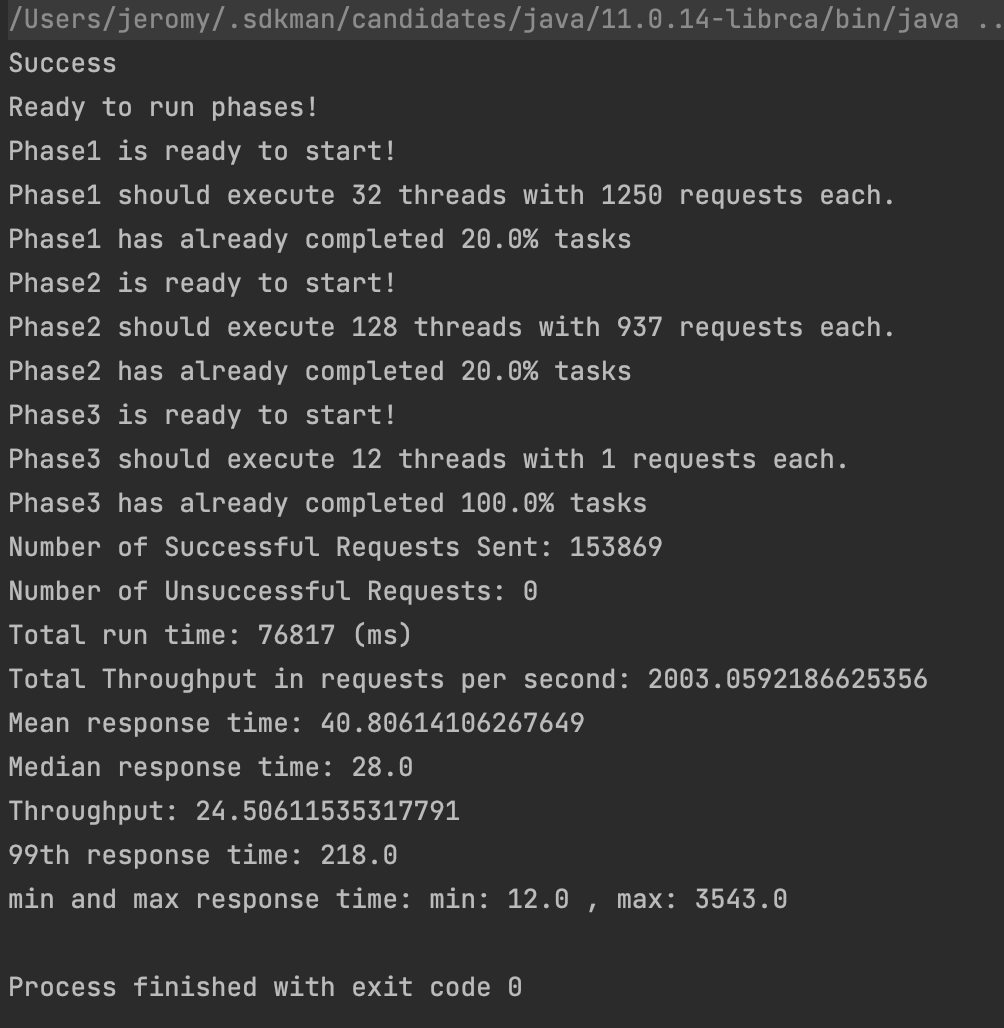 /Users/jeromy/.sdkman/candidates/java/11.0.14-librca/bin/java ..
Success
Ready to run phases!
Phase1 is ready to start!
Phase1 should execute 32 threads with 1250 requests each.
Phase1 has already completed 20.0% tasks
Phase2 is ready to start!
Phase2 should execute 128 threads with 937 requests each.
Phase2 has already completed 20.0% tasks
Phase3 is ready to start!
Phase3 should execute 12 threads with 1 requests each.
Phase3 has already completed 100.0% tasks
Number of Successful Requests Sent: 153869
Number of Unsuccessful Requests: 0
Total run time: 76817 (ms)
Total Throughput in requests per second: 2003.0592186625356
Mean response time: 40.80614106267649
Median response time: 28.0
Throughput: 24.50611535317791
99th response time: 218.0
min and max response time: min: 12.0 , max: 3543.0
Process finished with exit code 0